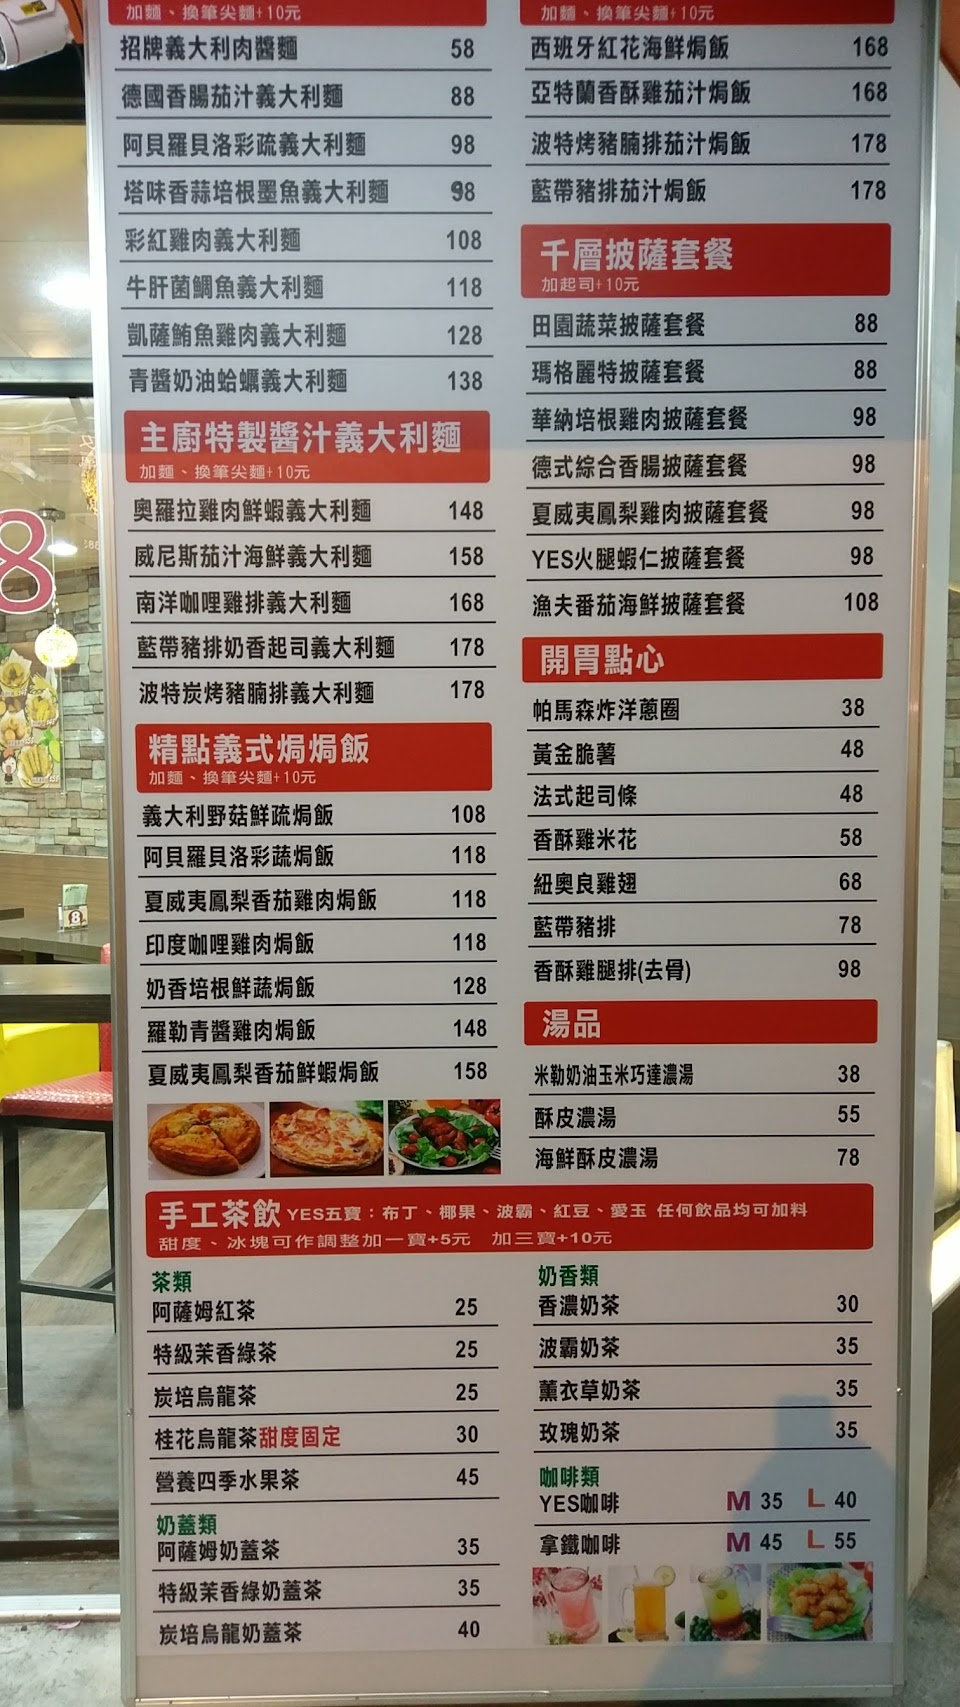 加麵、換筆尖麵+10元
招牌義大利肉醬麵 58
德國香腸茄汁義大利麵 88
阿貝羅貝洛彩疏義大利麵 98
塔味香蒜培根墨魚義大利麵 98
彩紅雞肉義大利麵 108
牛肝菌鯛魚義大利麵 118
凱薩鮪魚雞肉義大利麵 128
青醬奶油蛤蠣義大利麵 138
主廚特製醬汁義大利麵
加麵、換筆尖麵+10元
奧羅拉雞肉鮮蝦義大利麵 148
威尼斯茄汁海鮮義大利麵 158
南洋咖哩雞排義大利麵 168
藍帶豬排奶香起司義大利麵 178
波特炭烤豬腩排義大利麵 178
精點義式焗焗飯
加麵、換筆尖麵+10元
義大利野菇鮮疏焗飯 108
阿貝羅貝洛彩蔬焗飯 118
夏威夷鳳梨香茄雞肉焗飯 118
印度咖哩雞肉焗飯 118
奶香培根鮮蔬焗飯 128
羅勒青醬雞肉焗飯 148
夏威夷鳳梨香茄鮮蝦焗飯 158
加麵、換筆尖麵+10元
西班牙紅花海鮮焗飯 168
亞特蘭香酥雞茄汁焗飯 168
波特烤豬腩排茄汁焗飯 178
藍帶豬排茄汁焗飯 178
千層披薩套餐
加起司+10元
田園蔬菜披薩套餐 88
瑪格麗特披薩套餐 88
華納培根雞肉披薩套餐 98
德式綜合香腸披薩套餐 98
夏威夷鳳梨雞肉披薩套餐 98
YES火腿蝦仁披薩套餐 98
漁夫番茄海鮮披薩套餐 108
開胃點心
帕馬森炸洋蔥圈 38
黃金脆薯 48
法式起司條 48
香酥雞米花 58
紐奧良雞翅 68
藍帶豬排 78
香酥雞腿排(去骨) 98
湯品
米勒奶油玉米巧達濃湯 38
酥皮濃湯 55
海鮮酥皮濃湯 78
手工茶飲 YES五寶：布丁、椰果、波霸、紅豆、愛玉 任何飲品均可加料
甜度、冰塊可作調整加一寶+5元 加三寶+10元
茶類
阿薩姆紅茶 25
特級茉香綠茶 25
炭培烏龍茶 25
桂花烏龍茶甜度固定 30
營養四季水果茶 45
奶蓋類
阿薩姆奶蓋茶 35
特級茉香綠奶蓋茶 35
炭培烏龍奶蓋茶 40
奶香類
香濃奶茶 30
波霸奶茶 35
薰衣草奶茶 35
玫瑰奶茶 35
咖啡類
YES咖啡 M 35 L 40
拿鐵咖啡 M 45 L 55
8
8